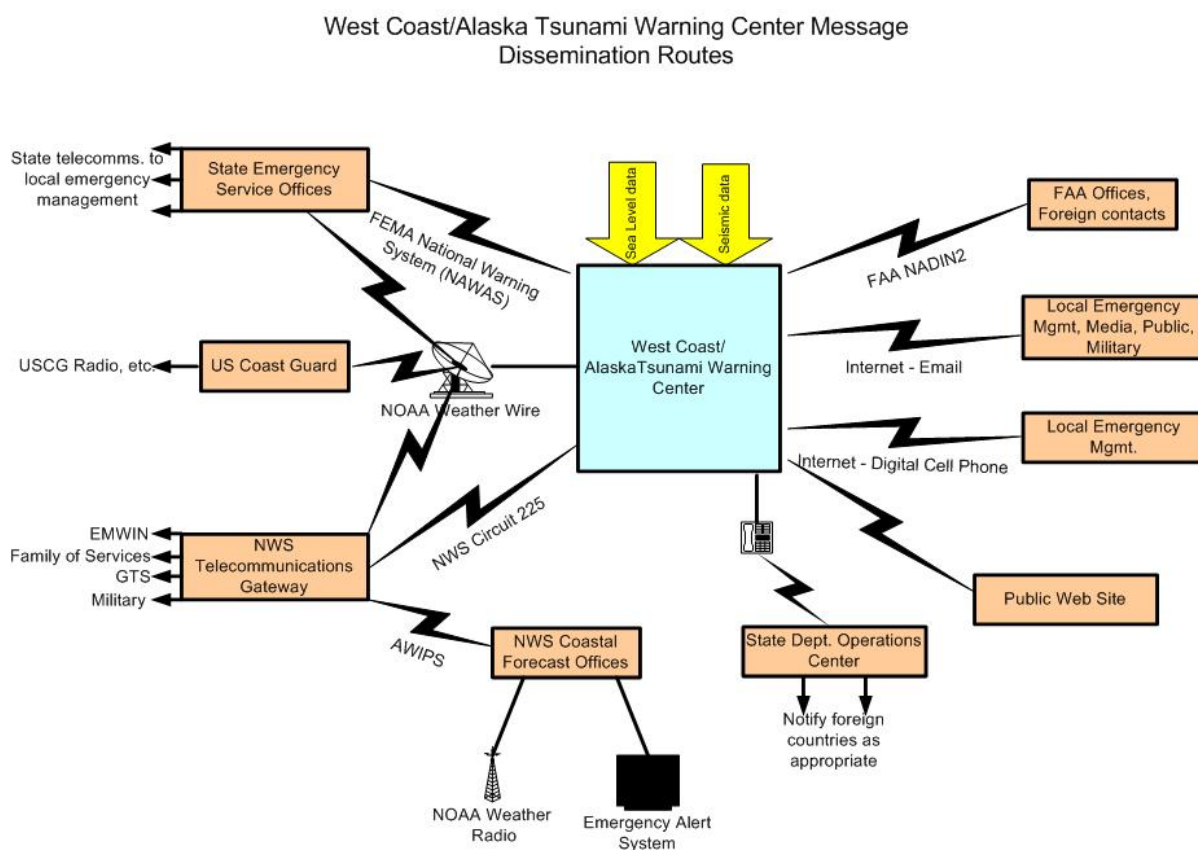 West Coast/Alaska Tsunami Warning Center Message
Dissemination Routes
State telecomms. to
local emergency
management
State Emergency
Service Offices
FEMA National Warning
System (NAWAS)
Sea Level data
Seismic data
FAA Offices,
Foreign contacts
FAA NADIN2
Local Emergency
Mgmt, Media, Public,
Military
Internet - Email
USCG Radio, etc.
US Coast Guard
NOAA Weather Wire
West Coast/
AlaskaTsunami Warning
Center
Local Emergency
Mgmt.
Internet - Digital Cell Phone
NWS Circuit 225
EMWIN
Family of Services
GTS
Military
NWS
Telecommunications
Gateway
AWIPS
NWS Coastal
Forecast Offices
Public Web Site
State Dept. Operations
Center
Notify foreign
countries as
appropriate
NOAA Weather
Radio
Emergency Alert
System